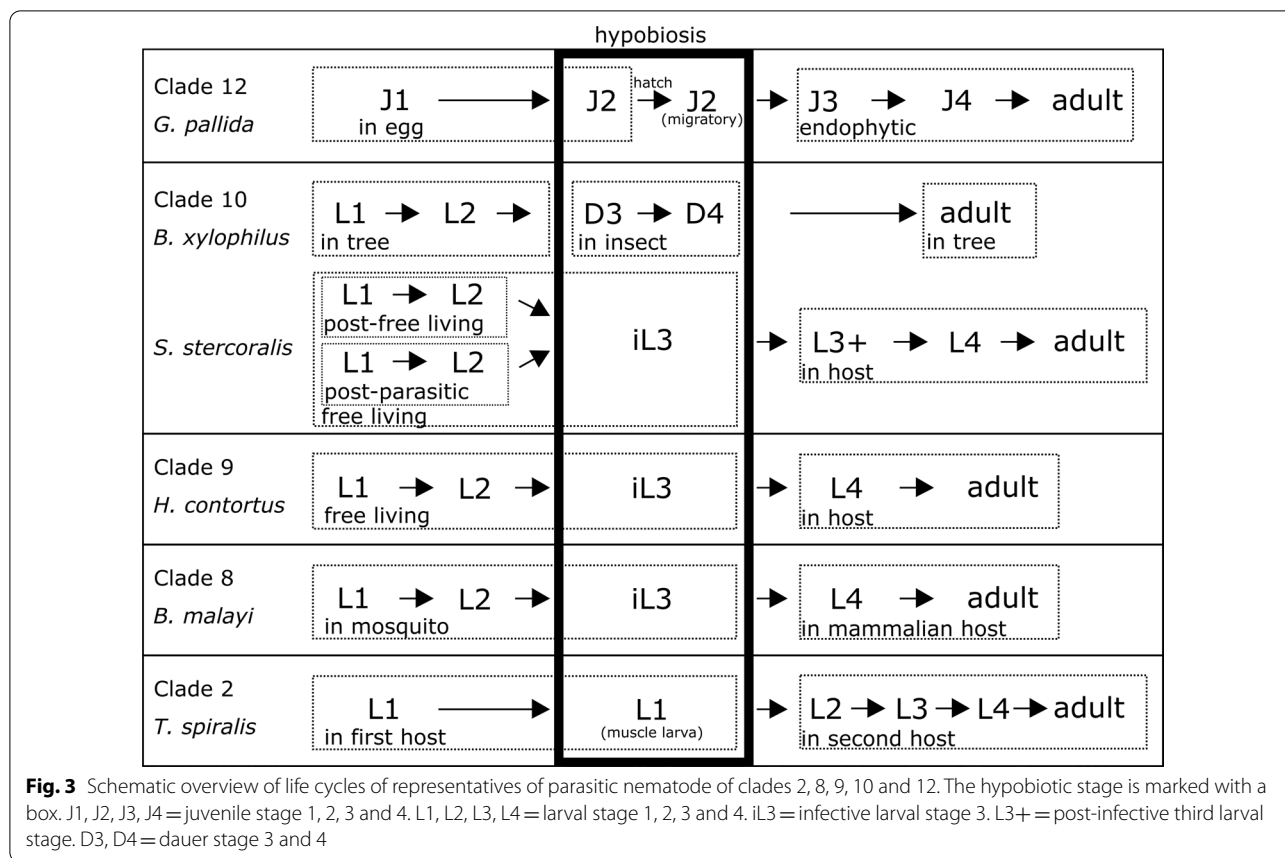 hypobiosis
Clade 12
G. pallida
J1 → J2 hatch → J2 → J3 → J4 → adult
in egg
(migratory)
endophytic
Clade 10
B. xylophilus
L1 → L2 → D3 → D4 → adult
in tree
in insect
in tree
S. stercoralis
L1 → L2
post-free living
L1 → L2
post-parasitic
free living
iL3 → L3+ → L4 → adult
in host
Clade 9
H. contortus
L1 → L2 → iL3 → L4 → adult
free living
in host
Clade 8
B. malayi
L1 → L2 → iL3 → L4 → adult
in mosquito
in mammalian host
Clade 2
T. spiralis
L1 → L1 → L2 → L3 → L4 → adult
in first host
(muscle larva)
in second host
Fig. 3 Schematic overview of life cycles of representatives of parasitic nematode of clades 2, 8, 9, 10 and 12. The hypobiotic stage is marked with a
box. J1, J2, J3, J4 = juvenile stage 1, 2, 3 and 4. L1, L2, L3, L4 = larval stage 1, 2, 3 and 4. iL3 = infective larval stage 3. L3+ = post-infective third larval
stage. D3, D4 = dauer stage 3 and 4